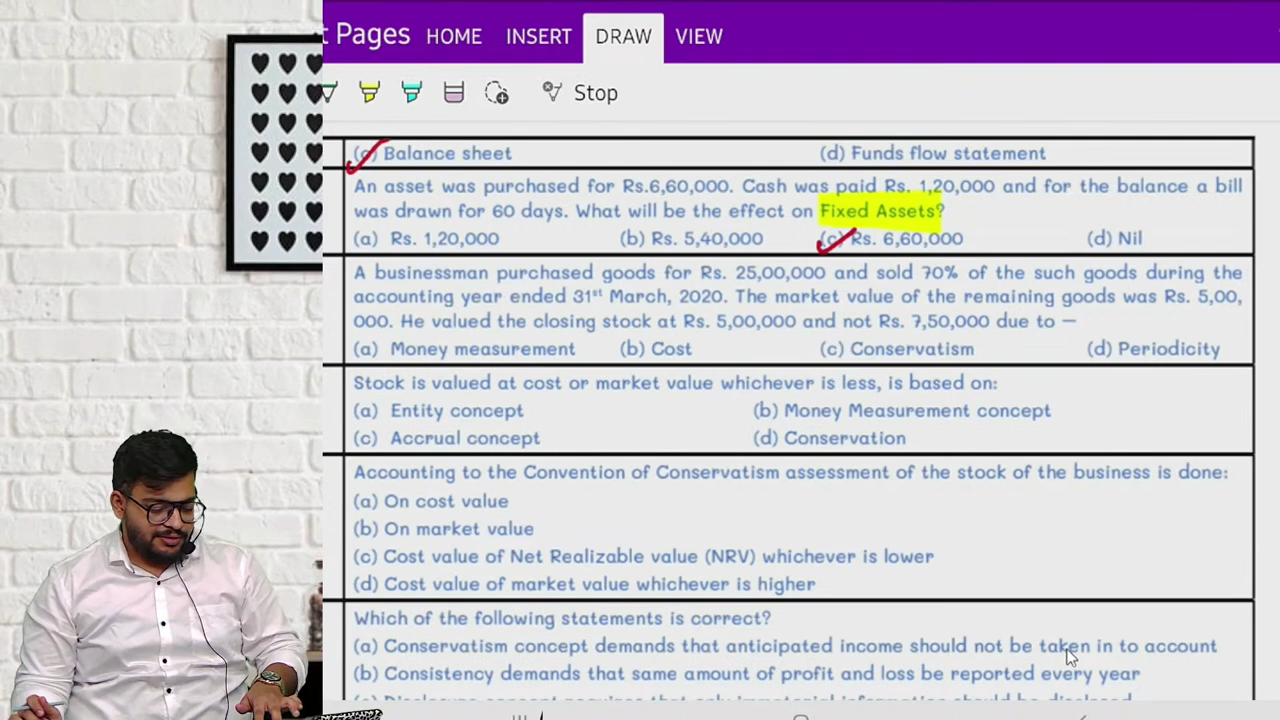 t Pages HOME INSERT DRAW VIEW
Stop
(c) Balance sheet (d) Funds flow statement
An asset was purchased for Rs.6,60,000. Cash was paid Rs. 1,20,000 and for the balance a bill
was drawn for 60 days. What will be the effect on Fixed Assets?
(a) Rs. 1,20,000 (b) Rs. 5,40,000 (c) Rs. 6,60,000 (d) Nil
A businessman purchased goods for Rs. 25,00,000 and sold 70% of the such goods during the
accounting year ended 31st March, 2020. The market value of the remaining goods was Rs. 5,00,
000. He valued the closing stock at Rs. 5,00,000 and not Rs. 7,50,000 due to —
(a) Money measurement (b) Cost (c) Conservatism (d) Periodicity
Stock is valued at cost or market value whichever is less, is based on:
(a) Entity concept (b) Money Measurement concept
(c) Accrual concept (d) Conservation
Accounting to the Convention of Conservatism assessment of the stock of the business is done:
(a) On cost value
(b) On market value
(c) Cost value of Net Realizable value (NRV) whichever is lower
(d) Cost value of market value whichever is higher
Which of the following statements is correct?
(a) Conservatism concept demands that anticipated income should not be taken in to account
(b) Consistency demands that same amount of profit and loss be reported every year